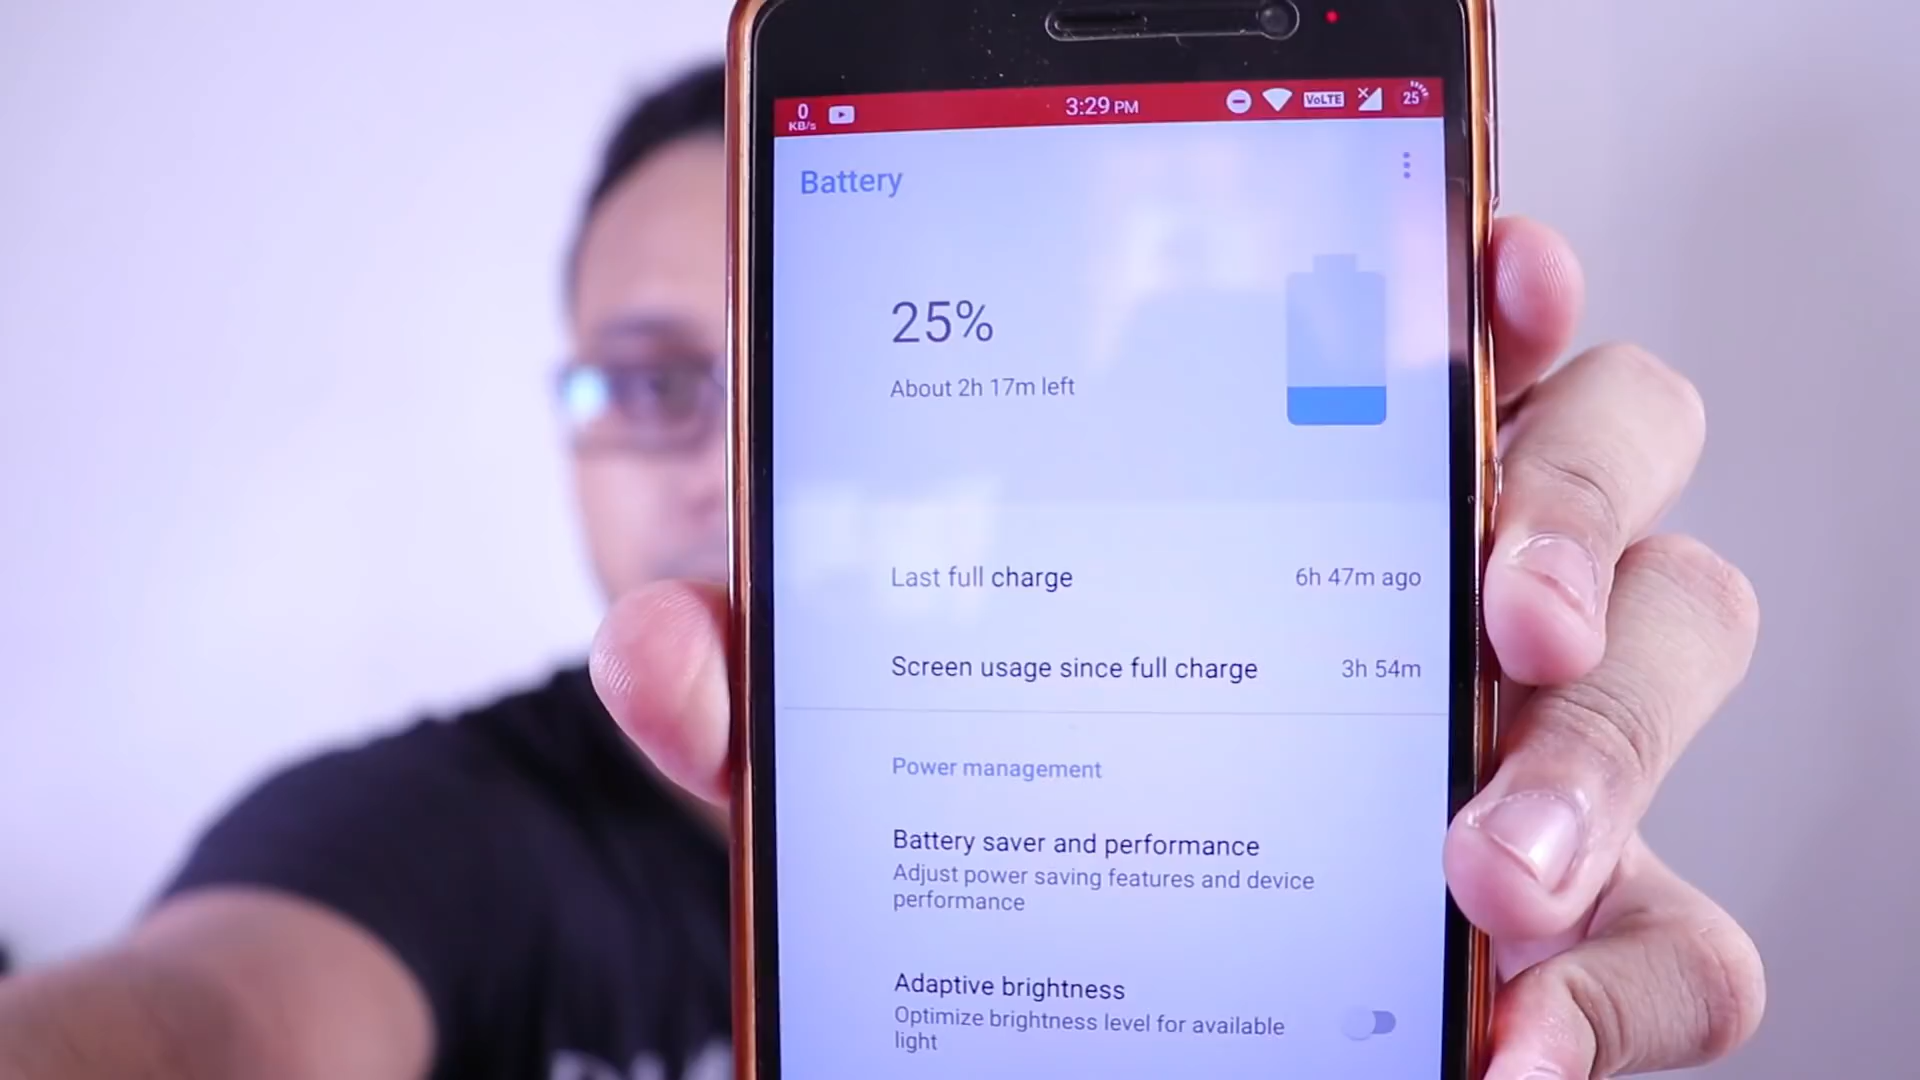 0
KB/s
3:29 PM
VoLTE
25
Battery
25%
About 2h 17m left
Last full charge
6h 47m ago
Screen usage since full charge
3h 54m
Power management
Battery saver and performance
Adjust power saving features and device
performance
Adaptive brightness
Optimize brightness level for available
light